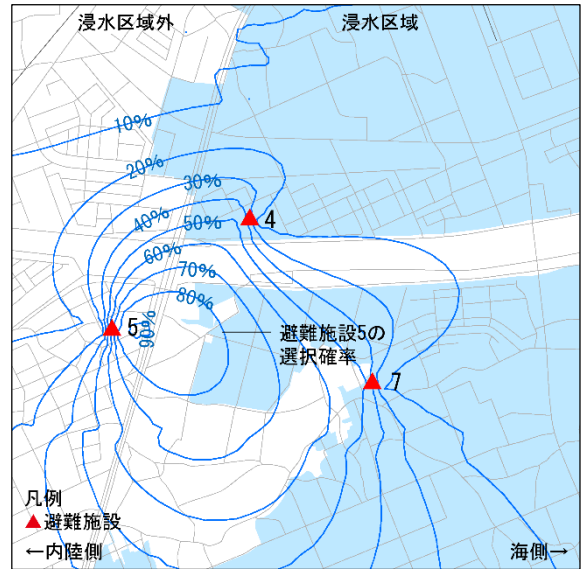 浸水区域外
浸水区域
10%
20%
30%
40%
50%
60%
70%
80%
90%
4
5
7
避難施設5の
選択確率
凡例
▲避難施設
←内陸側
海側→